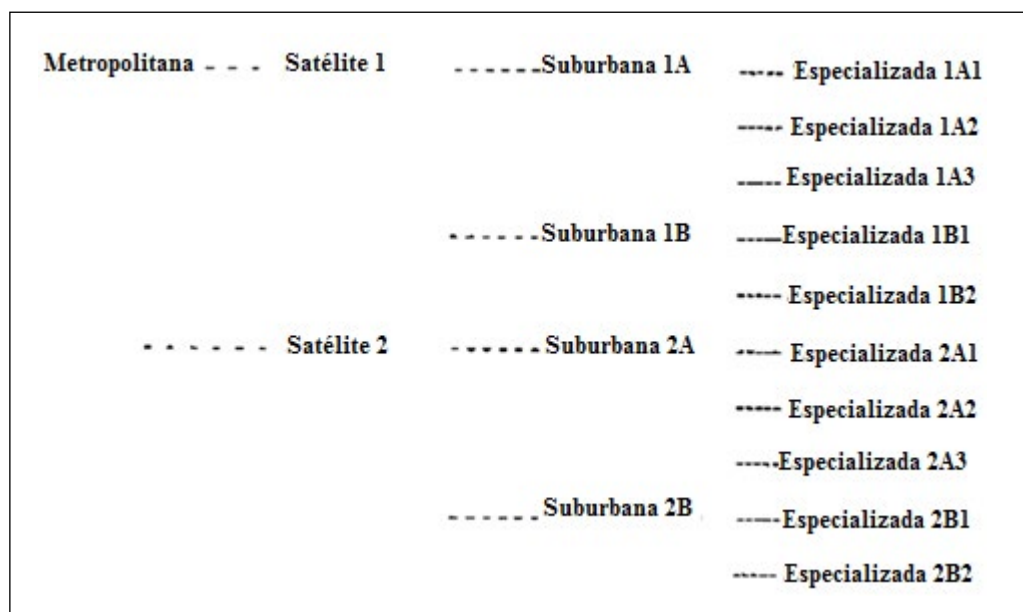 Metropolitana - - - Satélite 1 ------ Suburbana 1A ----- Especializada 1A1
----- Especializada 1A2
----- Especializada 1A3
------ Suburbana 1B ----- Especializada 1B1
----- Especializada 1B2
- - - - - - Satélite 2 ------ Suburbana 2A ----- Especializada 2A1
----- Especializada 2A2
----- Especializada 2A3
------ Suburbana 2B ----- Especializada 2B1
----- Especializada 2B2